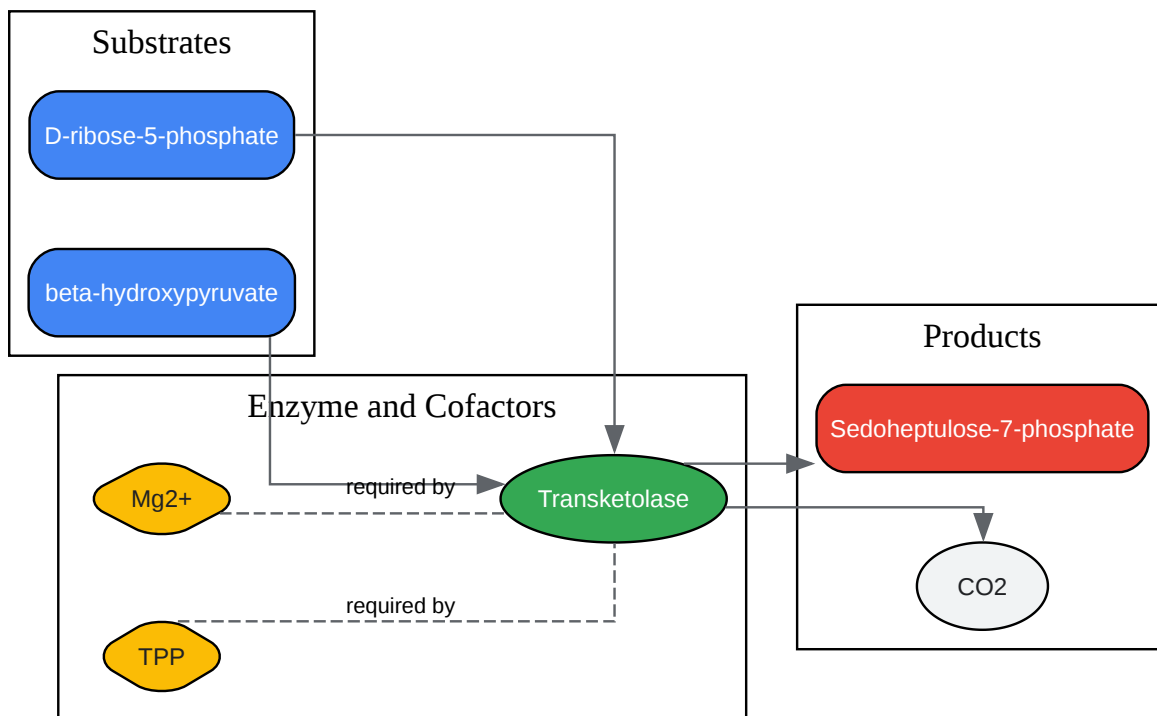 Substrates
D-ribose-5-phosphate
beta-hydroxypyruvate
Enzyme and Cofactors
Mg2+
required by
Transketolase
required by
TPP
Products
Sedoheptulose-7-phosphate
CO2